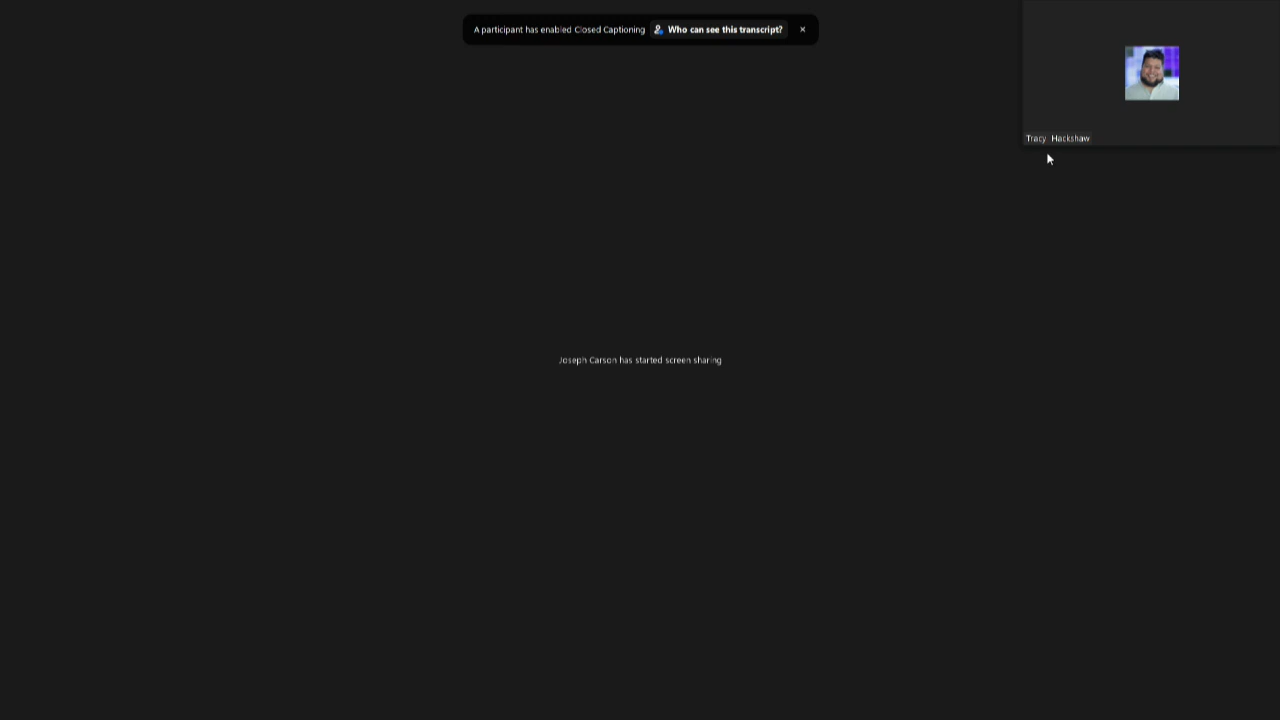 A participant has enabled Closed Captioning Who can see this transcript?
Tracy Hackshaw
Joseph Carson has started screen sharing